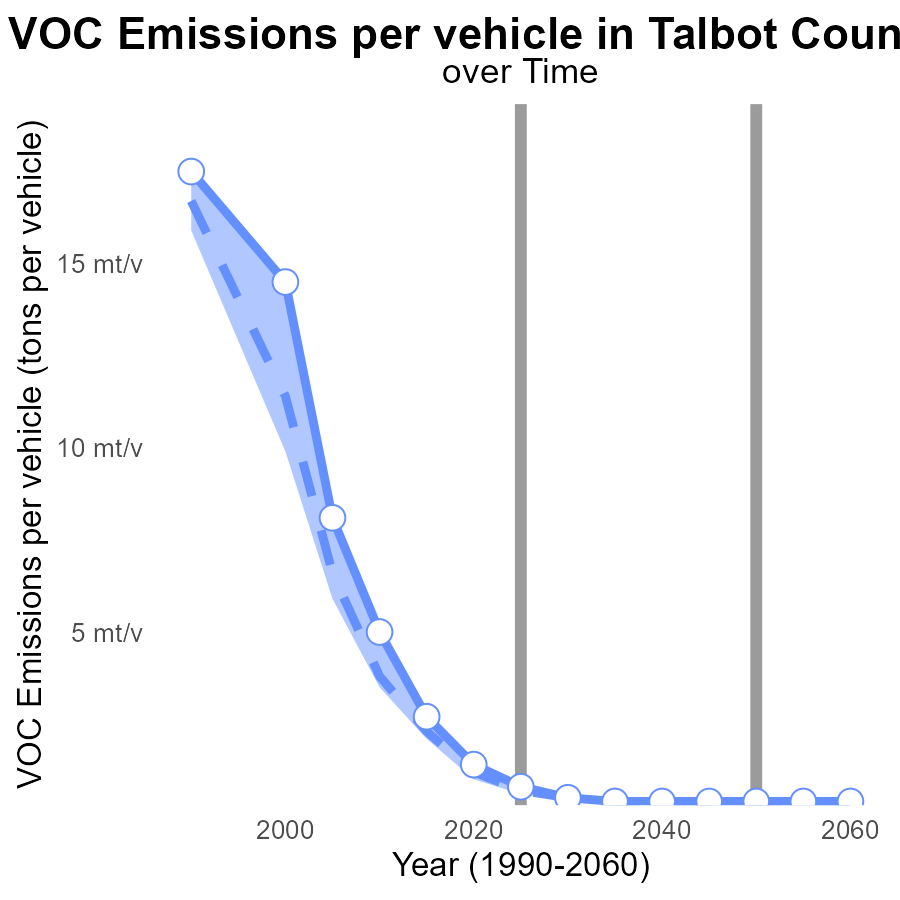 VOC Emissions per vehicle in Talbot Coun
over Time
VOC Emissions per vehicle (tons per vehicle)
15 mt/v
10 mt/v
5 mt/v
2000
2020
2040
2060
Year (1990-2060)